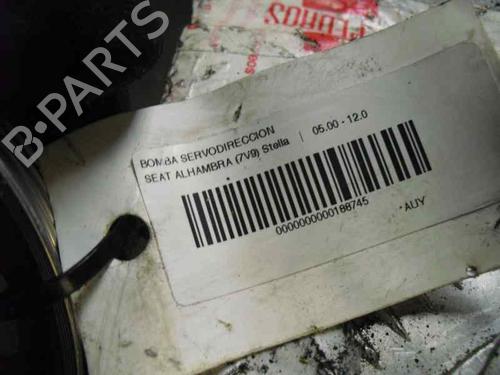 B-PARTS
BOMBA SERVODIRECCION
SEAT ALHAMBRA (7V9) Stella | 05.00 - 12.0
0000000000188745
AUY